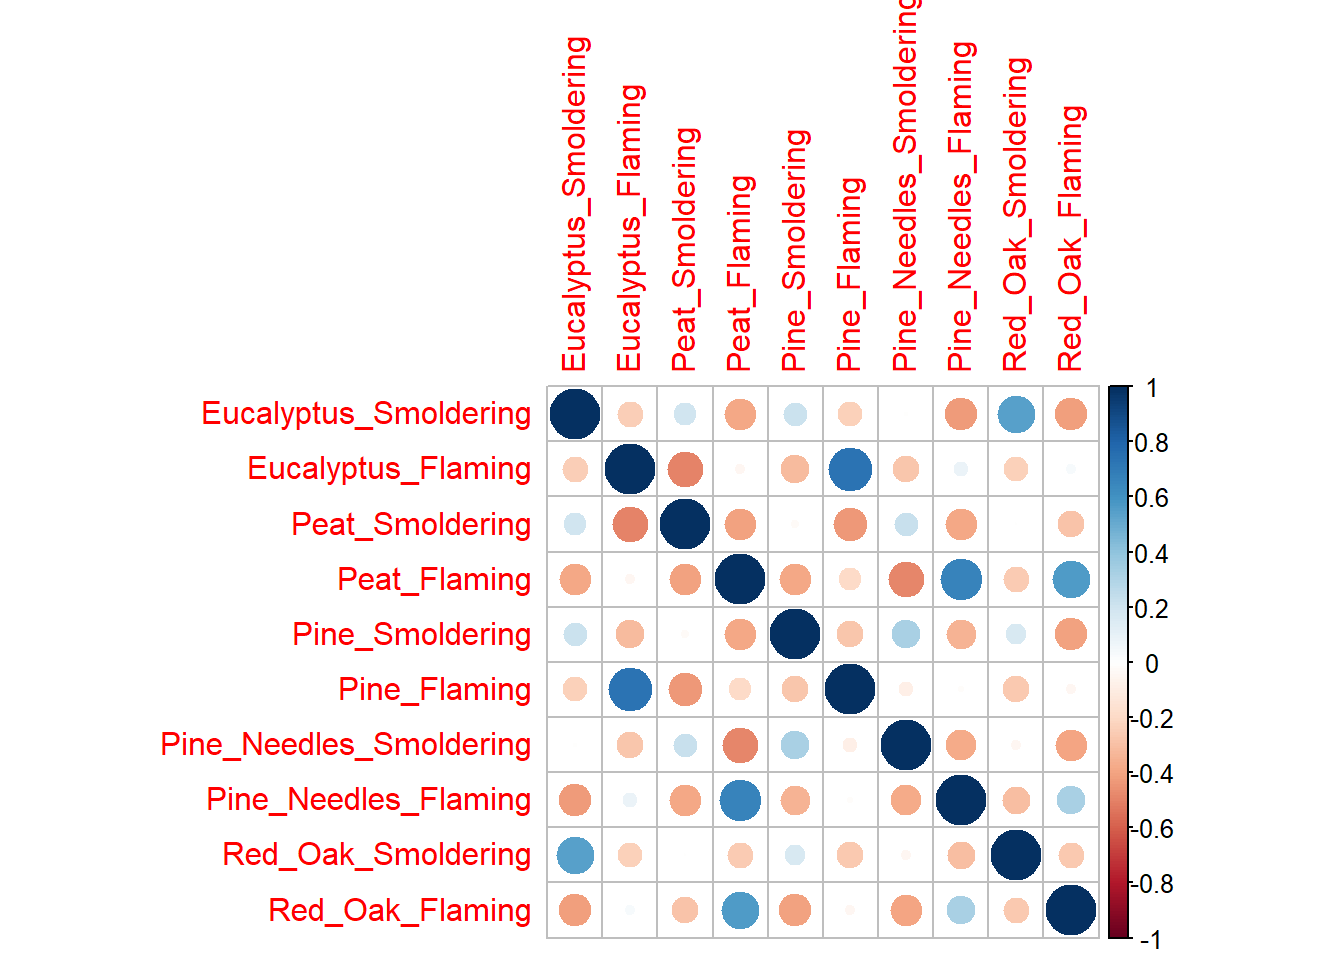 Eucalyptus_Smoldering
Eucalyptus_Flaming
Peat_Smoldering
Peat_Flaming
Pine_Smoldering
Pine_Flaming
Pine_Needles_Smoldering
Pine_Needles_Flaming
Red_Oak_Smoldering
Red_Oak_Flaming
Eucalyptus_Smoldering
Eucalyptus_Flaming
Peat_Smoldering
Peat_Flaming
Pine_Smoldering
Pine_Flaming
Pine_Needles_Smoldering
Pine_Needles_Flaming
Red_Oak_Smoldering
Red_Oak_Flaming
1
0.8
0.6
0.4
0.2
0
-0.2
-0.4
-0.6
-0.8
-1